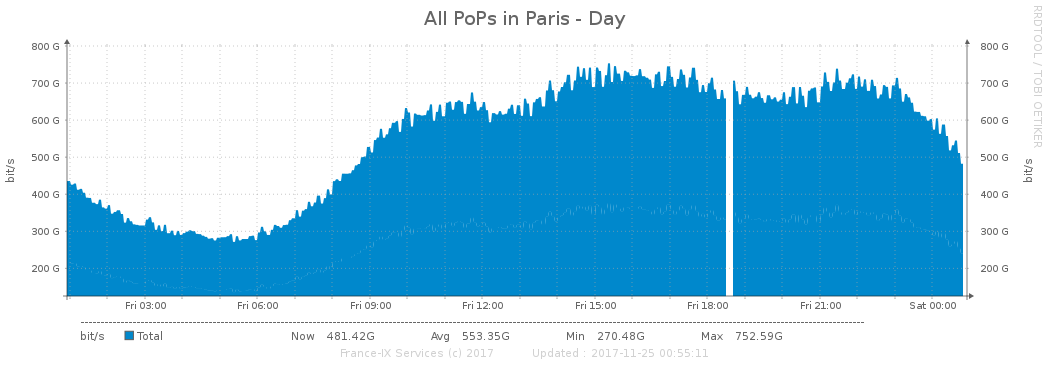 All PoPs in Paris - Day
RRDTOOL / TOBI OETIKER
800 G 800 G
700 G 700 G
600 G 600 G
500 G 500 G
400 G 400 G
300 G 300 G
200 G 200 G
bit/s
bit/s
Fri 03:00 Fri 06:00 Fri 09:00 Fri 12:00 Fri 15:00 Fri 18:00 Fri 21:00 Sat 00:00
bit/s Total Now 481.42G Avg 553.35G Min 270.48G Max 752.59G
France-IX Services (c) 2017 Updated : 2017-11-25 00:55:11